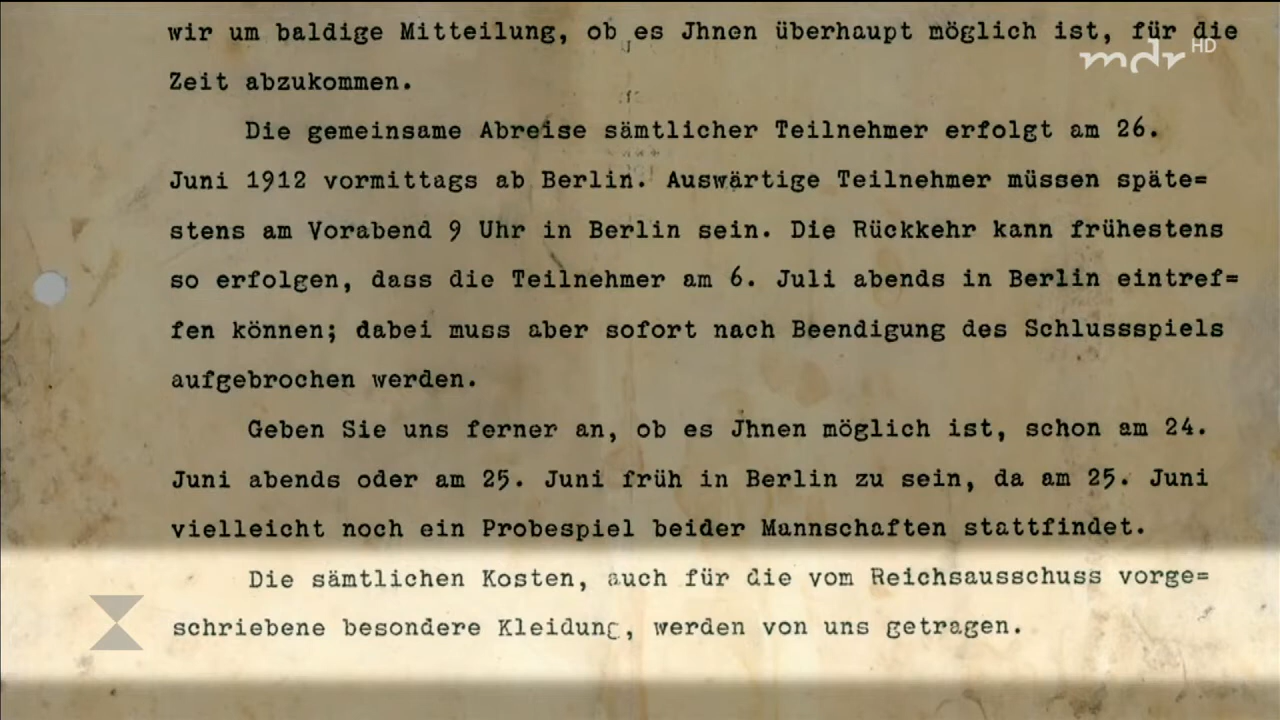 wir um baldige Mitteilung, ob es Jhnen überhaupt möglich ist, für die
mdr HD
Zeit abzukommen.
Die gemeinsame Abreise sämtlicher Teilnehmer erfolgt am 26.
Juni 1912 vormittags ab Berlin. Auswärtige Teilnehmer müssen späte=
stens am Vorabend 9 Uhr in Berlin sein. Die Rückkehr kann frühestens
so erfolgen, dass die Teilnehmer am 6. Juli abends in Berlin eintref=
fen können; dabei muss aber sofort nach Beendigung des Schlussspiels
aufgebrochen werden.
Geben Sie uns ferner an, ob es Jhnen möglich ist, schon am 24.
Juni abends oder am 25. Juni früh in Berlin zu sein, da am 25. Juni
vielleicht noch ein Probespiel beider Mannschaften stattfindet.
Die sämtlichen Kosten, auch für die vom Reichsausschuss vorge=
schriebene besondere Kleidung, werden von uns getragen.